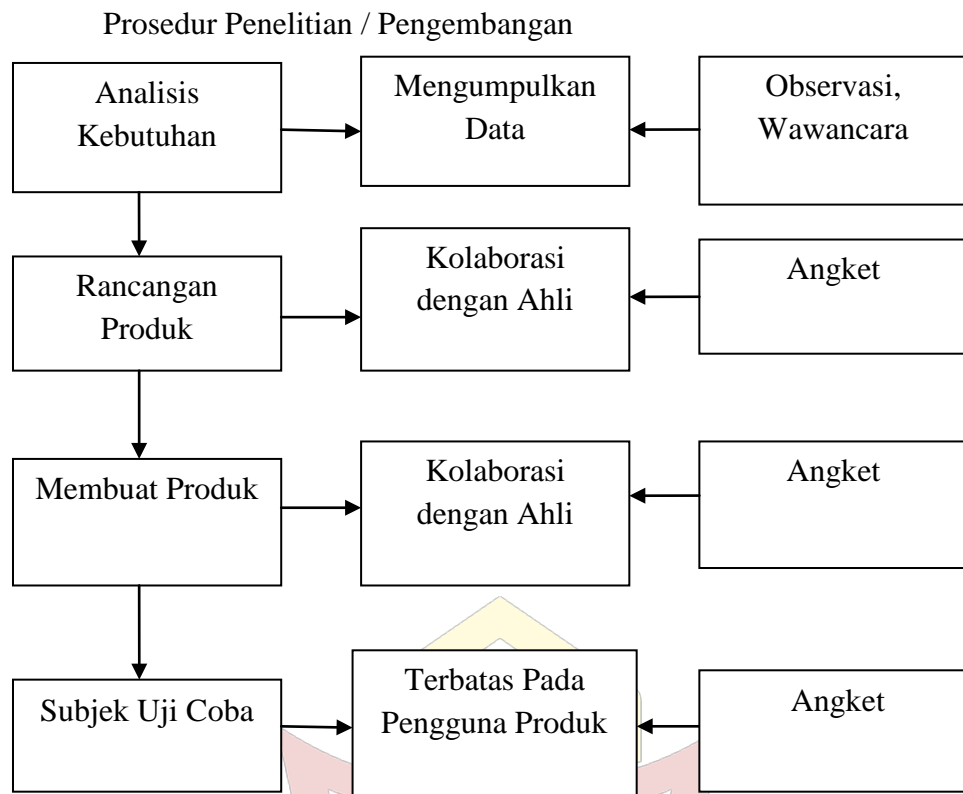 Prosedur Penelitian / Pengembangan
Analisis
Kebutuhan
Mengumpulkan
Data
Observasi,
Wawancara
Rancangan
Produk
Kolaborasi
dengan Ahli
Angket
Membuat Produk
Kolaborasi
dengan Ahli
Angket
Subjek Uji Coba
Terbatas Pada
Pengguna Produk
Angket